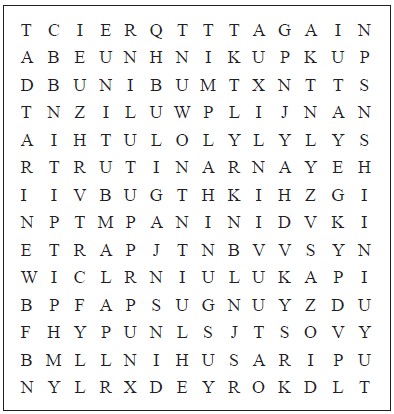 T C I E R Q T T T A G A I N
A B E U N H N I K U P K U P
D B U N I B U M T X N T T S
T N Z I L U W P L I J N A N
A I H T U L O L Y L Y L Y S
R T R U T I N A R N A Y E H
I I V B U G T H K I H Z G I
N P T M P A N I N I D V K I
E T R A P J T N B V V S Y N
W I C L R N I U L U K A P I
B P F A P S U G N U Y Z D U
F H Y P U N L S J T S O V Y
B M L L N I H U S A R I P U
N Y L R X D E Y R O K D L T